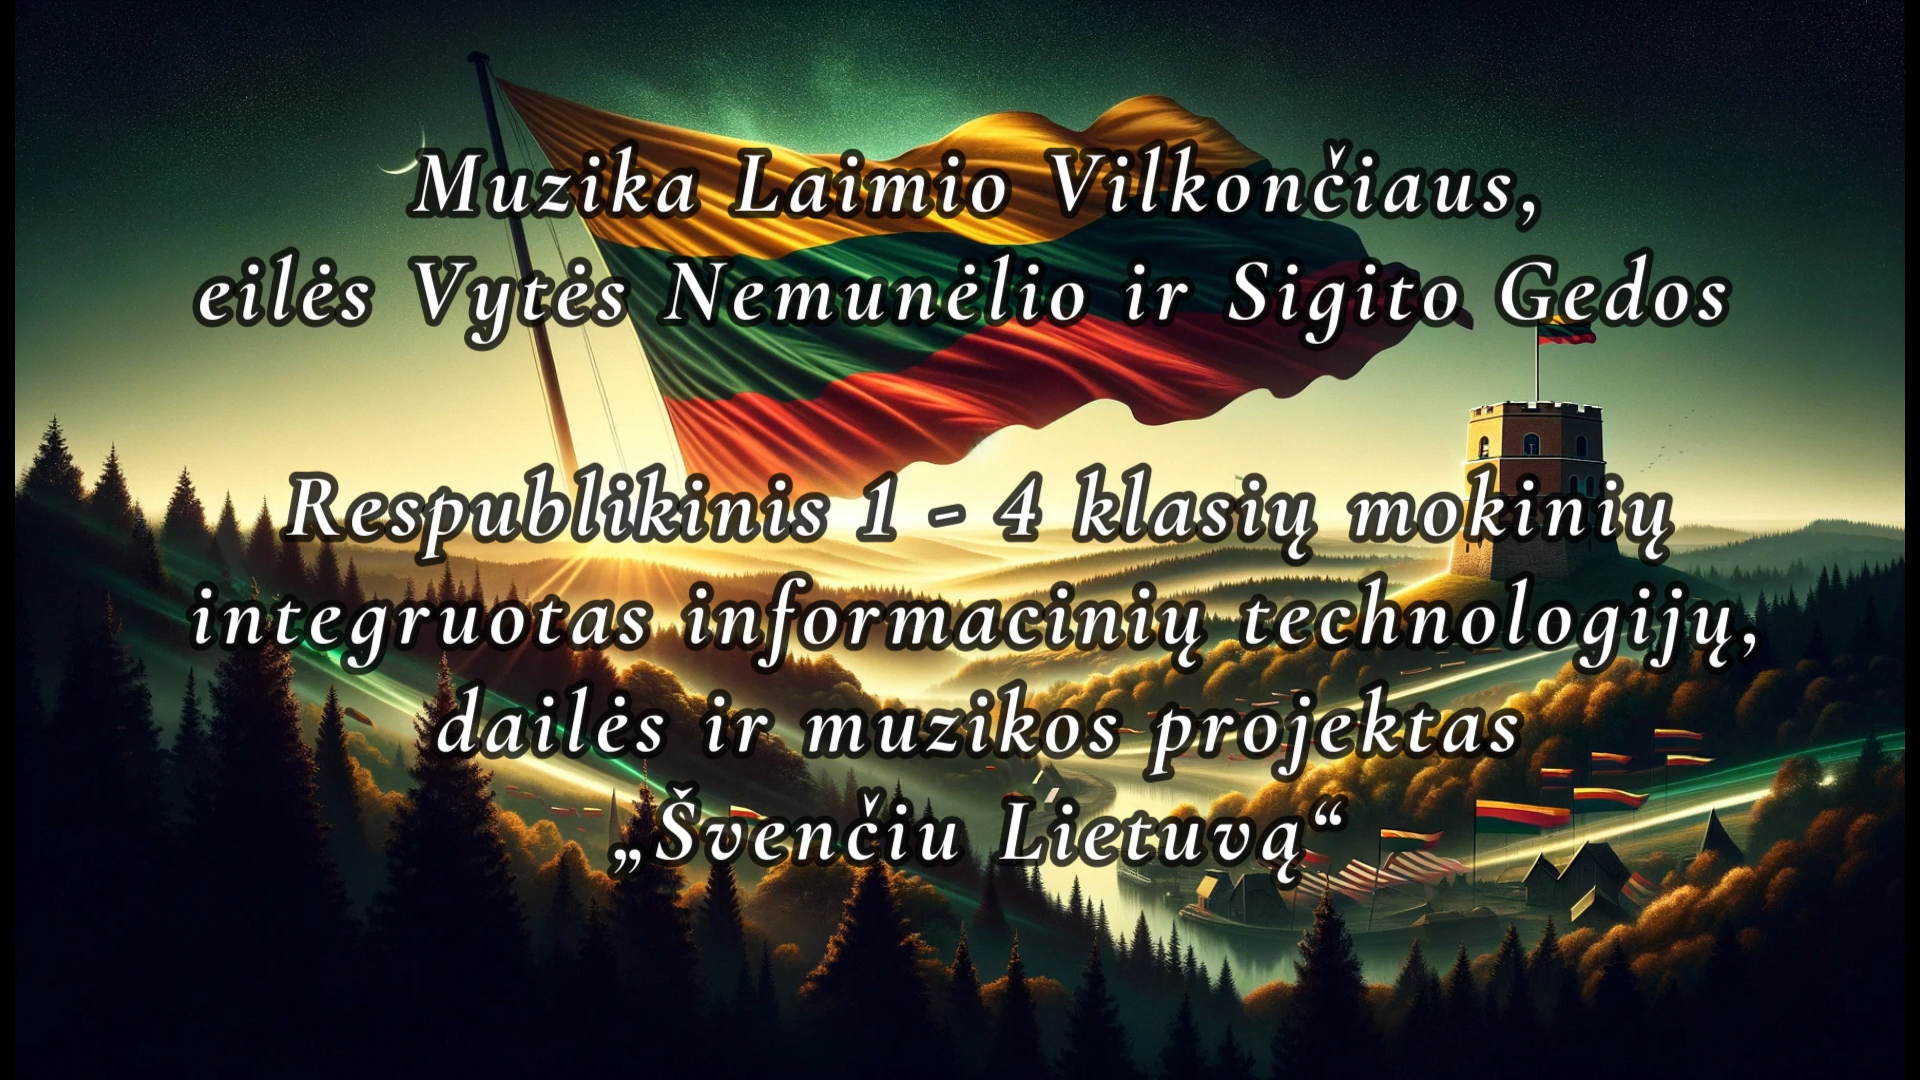 Muzika Laimio Vilkončiaus,
eilės Vytės Nemunėlio ir Sigito Gedos
Respublikinis 1 - 4 klasių mokinių
integruotas informacinių technologijų,
dailės ir muzikos projektas
„Švenčiu Lietuvą“